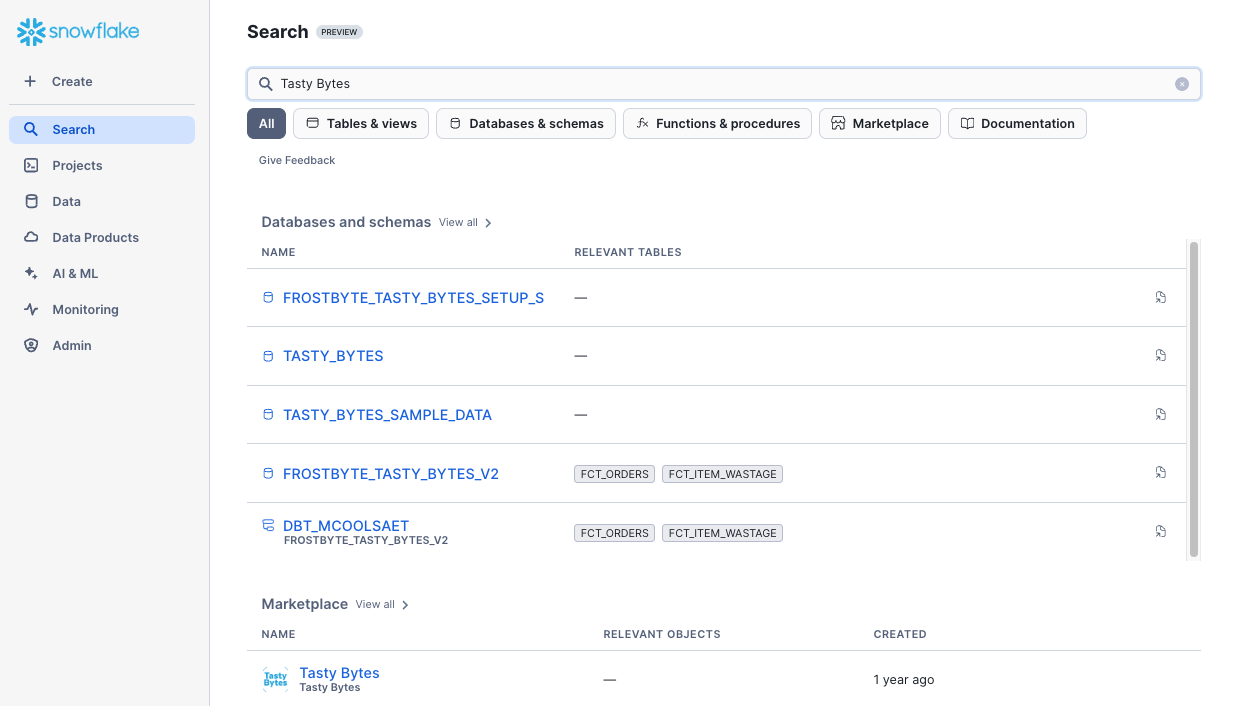 snowflake
Create
Search
Projects
Data
Data Products
AI & ML
Monitoring
Admin
Search PREVIEW
Tasty Bytes
All Tables & views Databases & schemas Functions & procedures Marketplace Documentation
Give Feedback
Databases and schemas View all
NAME RELEVANT TABLES
FROSTBYTE_TASTY_BYTES_SETUP_S —
TASTY_BYTES —
TASTY_BYTES_SAMPLE_DATA —
FROSTBYTE_TASTY_BYTES_V2 FCT_ORDERS FCT_ITEM_WASTAGE
DBT_MCOOLSAET FCT_ORDERS FCT_ITEM_WASTAGE
FROSTBYTE_TASTY_BYTES_V2
Marketplace View all
NAME RELEVANT OBJECTS CREATED
Tasty Bytes Tasty Bytes — 1 year ago
Tasty Bytes